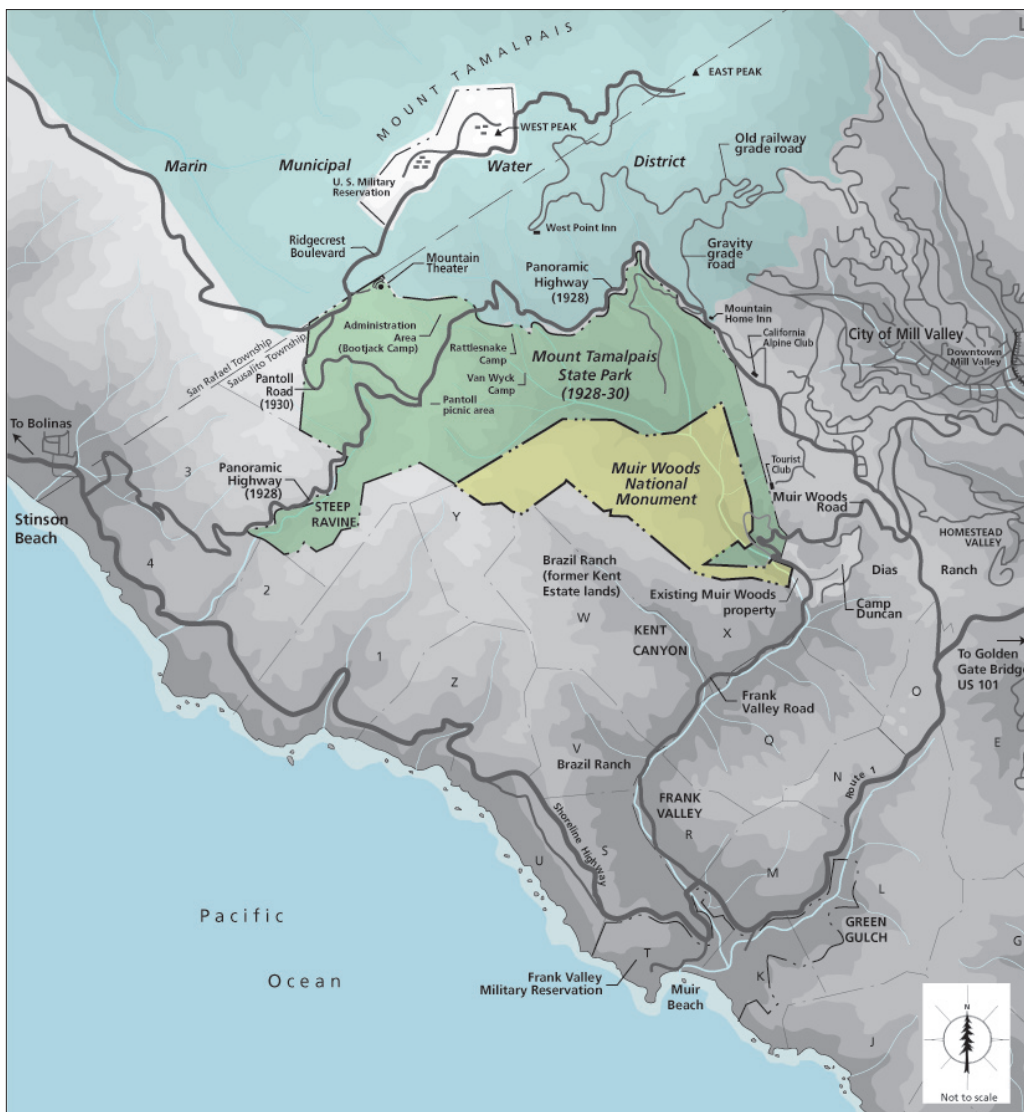 L
MOUNT TAMALPAIS
EAST PEAK
WEST PEAK
Old railway
grade road
Marin Municipal Water District
U. S. Military
Reservation
West Point Inn
Ridgecrest
Boulevard
Mountain
Theater
Gravity
grade
road
Panoramic
Highway
(1928)
Mountain
Home Inn
Administration
Area
(Bootjack Camp)
California
Alpine Club
City of Mill Valley
Rattlesnake
Camp
Mount Tamalpais
State Park
(1928-30)
Downtown
Mill Valley
San Rafael Township
Sausalito Township
Pantoll
Road
(1930)
Van Wyck
Camp
Pantoll
picnic area
To Bolinas
3
Panoramic
Highway
(1928)
Muir Woods
National
Monument
Tourist
Club
Muir Woods
Road
STEEP
RAVINE
Stinson
Beach
Y
HOMESTEAD
VALLEY
4
2
Brazil Ranch
(former Kent
Estate lands)
Existing Muir Woods
property
Dias Ranch
Camp
Duncan
W
X
KENT
CANYON
1
Z
To Golden
Gate Bridge
US 101
O
Frank
Valley Road
Q
E
V
Brazil Ranch
N
Route 1
FRANK
VALLEY
R
Shoreline Highway
S
U
M
L
Pacific
Ocean
GREEN
GULCH
G
T
K
Frank Valley
Military Reservation
Muir
Beach
J
N
Not to scale